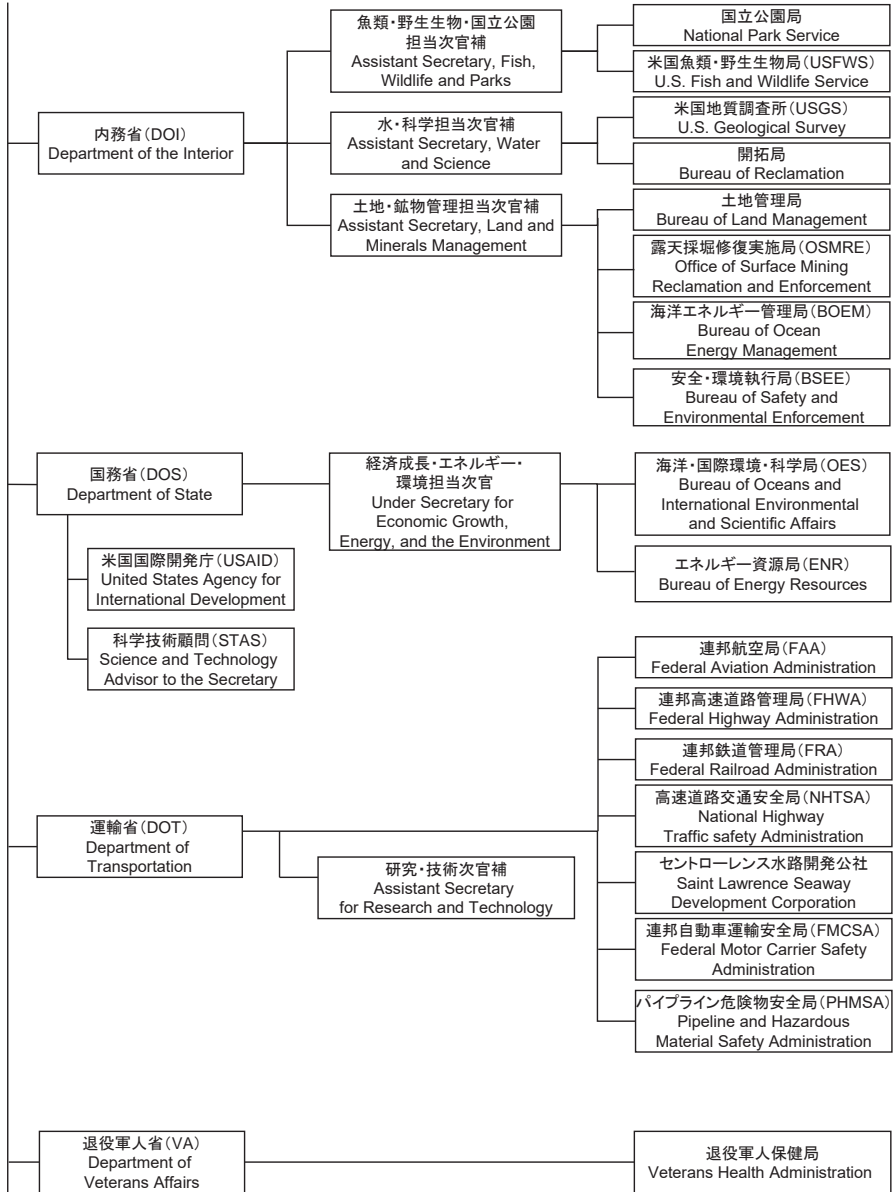 魚類・野生生物・国立公園
担当次官補
Assistant Secretary, Fish,
Wildlife and Parks
国立公園局
National Park Service
米国魚類・野生生物局(USFWS)
U.S. Fish and Wildlife Service
内務省(DOI)
Department of the Interior
水・科学担当次官補
Assistant Secretary, Water
and Science
米国地質調査所(USGS)
U.S. Geological Survey
開拓局
Bureau of Reclamation
土地・鉱物管理担当次官補
Assistant Secretary, Land and
Minerals Management
土地管理局
Bureau of Land Management
露天採堀修復実施局(OSMRE)
Office of Surface Mining
Reclamation and Enforcement
海洋エネルギー管理局(BOEM)
Bureau of Ocean
Energy Management
安全・環境執行局(BSEE)
Bureau of Safety and
Environmental Enforcement
国務省(DOS)
Department of State
経済成長・エネルギー・
環境担当次官
Under Secretary for
Economic Growth,
Energy, and the Environment
海洋・国際環境・科学局(OES)
Bureau of Oceans and
International Environmental
and Scientific Affairs
エネルギー資源局(ENR)
Bureau of Energy Resources
米国国際開発庁(USAID)
United States Agency for
International Development
科学技術顧問(STAS)
Science and Technology
Advisor to the Secretary
連邦航空局(FAA)
Federal Aviation Administration
連邦高速道路管理局(FHWA)
Federal Highway Administration
連邦鉄道管理局(FRA)
Federal Railroad Administration
高速道路交通安全局(NHTSA)
National Highway
Traffic safety Administration
運輸省(DOT)
Department of
Transportation
研究・技術次官補
Assistant Secretary
for Research and Technology
セントローレンス水路開発公社
Saint Lawrence Seaway
Development Corporation
連邦自動車運輸安全局(FMCSA)
Federal Motor Carrier Safety
Administration
パイプライン危険物安全局(PHMSA)
Pipeline and Hazardous
Material Safety Administration
退役軍人省(VA)
Department of
Veterans Affairs
退役軍人保健局
Veterans Health Administration